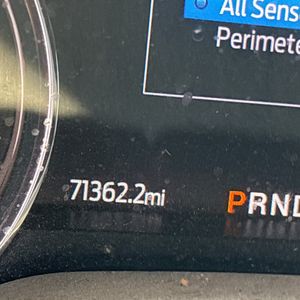 All Sens
Perimete
71362.2mi
PRND